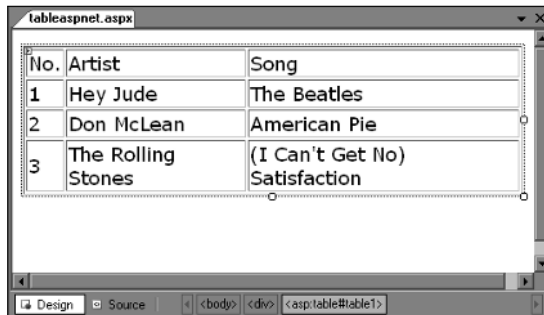 tableaspnet.aspx
No. Artist Song
1 Hey Jude The Beatles
2 Don McLean American Pie
3 The Rolling Stones (I Can't Get No) Satisfaction
Design Source <body> <div> <asp:table#table1>